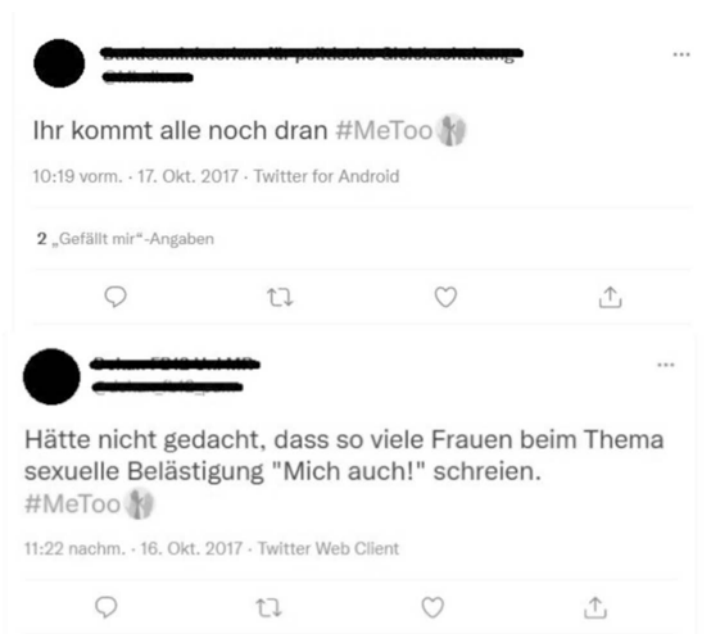 Ihr kommt alle noch dran #MeToo
10:19 vorm. · 17. Okt. 2017 · Twitter for Android
2 „Gefällt mir“-Angaben
Hätte nicht gedacht, dass so viele Frauen beim Thema
sexuelle Belästigung "Mich auch!" schreien.
#MeToo
11:22 nachm. · 16. Okt. 2017 · Twitter Web Client